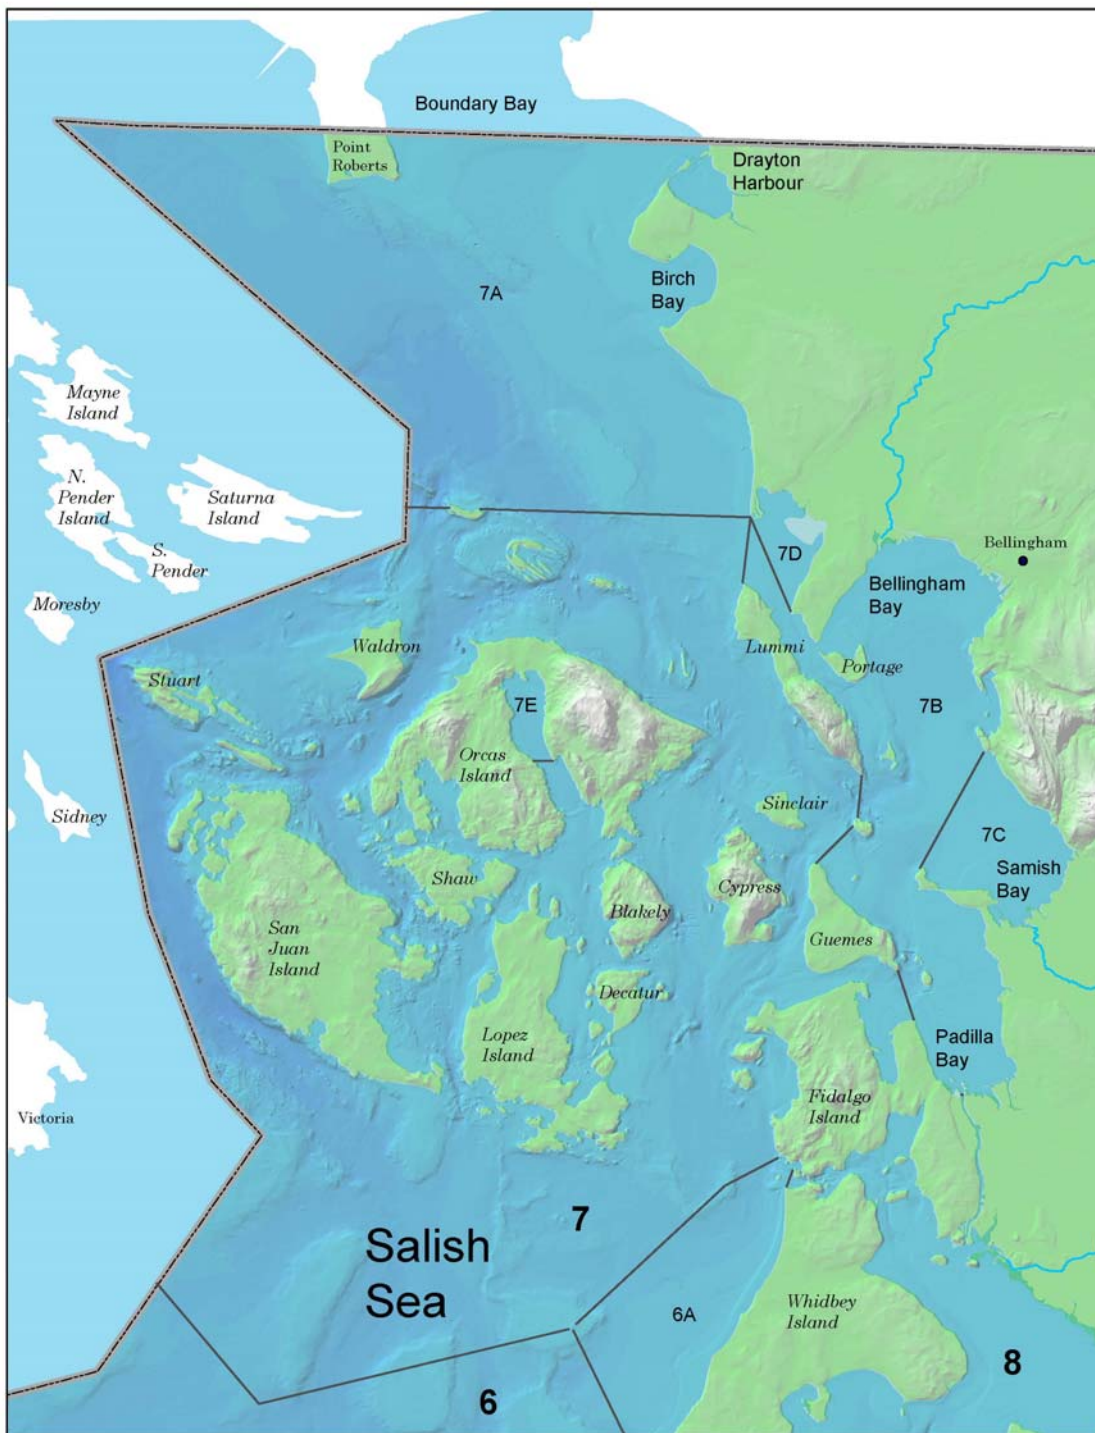 Boundary Bay
Point
Roberts
Drayton
Harbour
Birch
Bay
7A
Mayne
Island
N.
Pender
Island
Saturna
Island
S.
Pender
7D
Bellingham
Moresby
Bellingham
Bay
Waldron
Lummi
Portage
Stuart
7E
7B
Orcas
Island
Sinclair
Sidney
7C
Samish
Bay
Shaw
Cypress
Blakely
San
Juan
Island
Guemes
Decatur
Lopez
Island
Padilla
Bay
Fidalgo
Island
Victoria
7
Salish
Sea
6A
Whidbey
Island
8
6